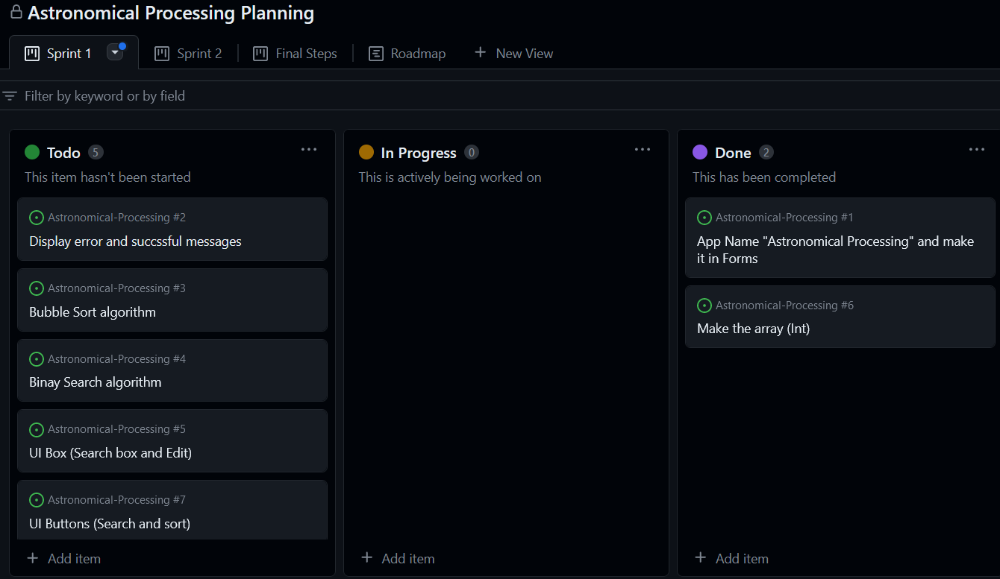 Astronomical Processing Planning
Sprint 1
Sprint 2
Final Steps
Roadmap
New View
Filter by keyword or by field
Todo 5
This item hasn't been started
Astronomical-Processing #2
Display error and succssful messages
Astronomical-Processing #3
Bubble Sort algorithm
Astronomical-Processing #4
Binay Search algorithm
Astronomical-Processing #5
UI Box (Search box and Edit)
Astronomical-Processing #7
UI Buttons (Search and sort)
Add item
In Progress 0
This is actively being worked on
Add item
Done 2
This has been completed
Astronomical-Processing #1
App Name "Astronomical Processing" and make
it in Forms
Astronomical-Processing #6
Make the array (Int)
Add item